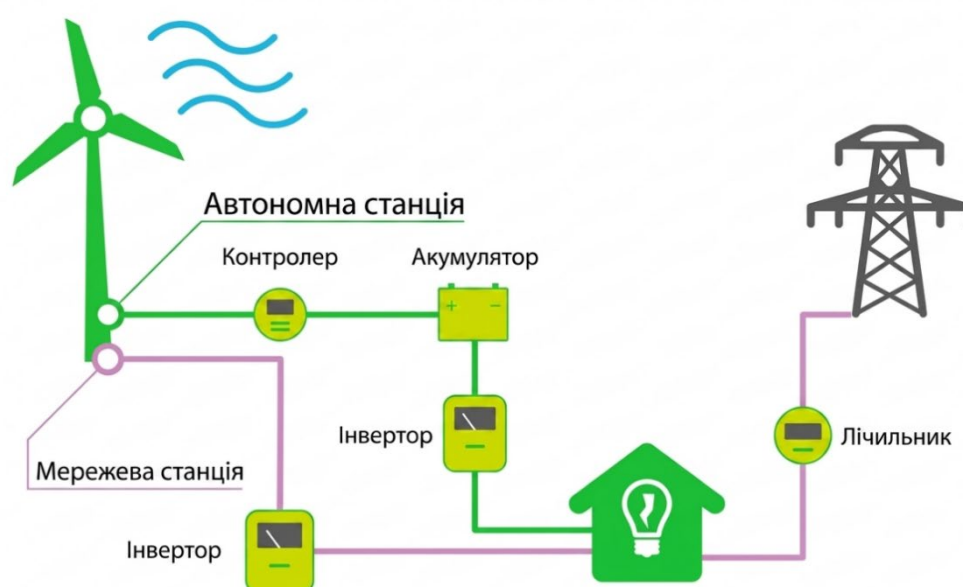 Автономна станція
Контролер
Акумулятор
+ −
Інвертор
Лічильник
Мережева станція
Інвертор